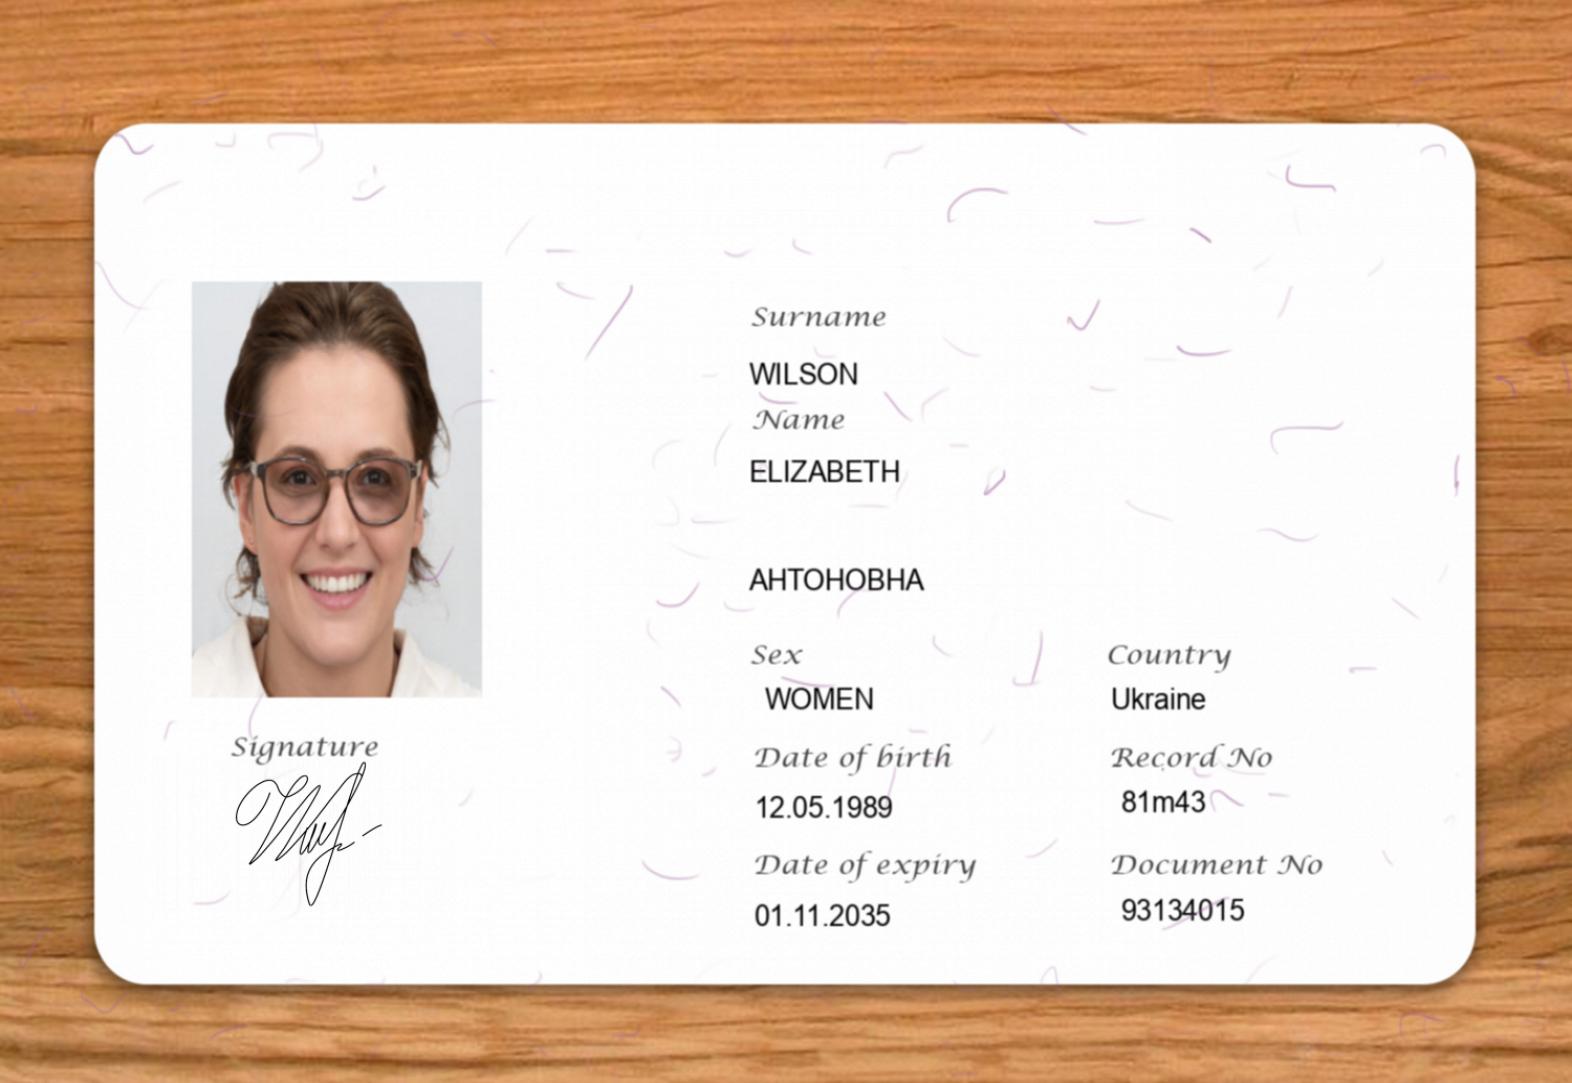 Surname
WILSON
Name
ELIZABETH
AHTOHOBHA
Sex
WOMEN
Country
Ukraine
Date of birth
12.05.1989
Record No
81m43
Date of expiry
01.11.2035
Document No
93134015
Signature